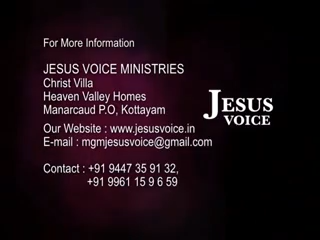 For More Information
JESUS VOICE MINISTRIES
Christ Villa
Heaven Valley Homes
Manarcaud P.O, Kottayam
Our Website : www.jesusvoice.in
E-mail : mgmjesusvoice@gmail.com
Contact : +91 9447 35 91 32,
+91 9961 15 9 6 59
JESUS
VOICE